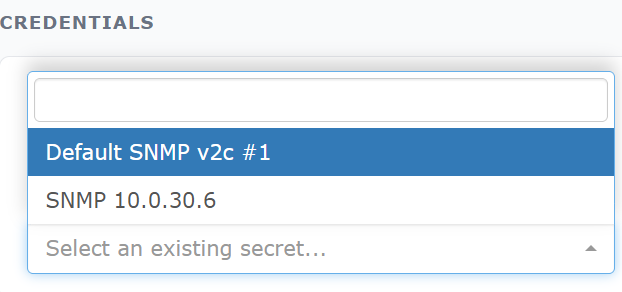 CREDENTIALS
Default SNMP v2c #1
SNMP 10.0.30.6
Select an existing secret...